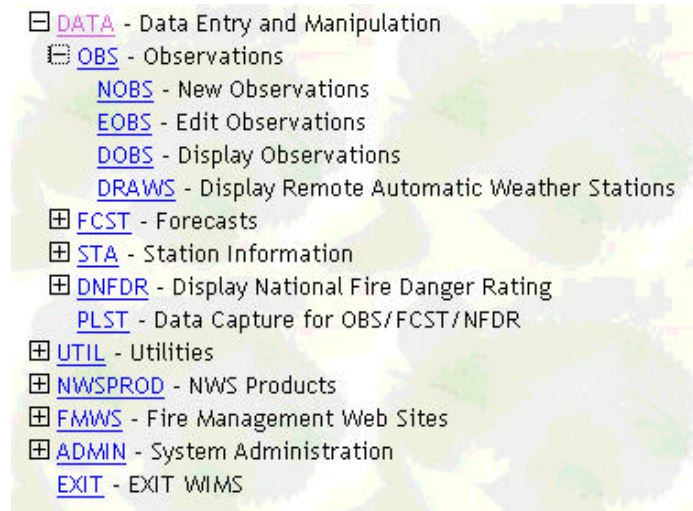 DATA - Data Entry and Manipulation
OBS - Observations
NOBS - New Observations
EOBS - Edit Observations
DOBS - Display Observations
DRAWS - Display Remote Automatic Weather Stations
FCST - Forecasts
STA - Station Information
DNFDR - Display National Fire Danger Rating
PLST - Data Capture for OBS/FCST/NFDR
UTIL - Utilities
NWSPROD - NWS Products
FMWS - Fire Management Web Sites
ADMIN - System Administration
EXIT - EXIT WIMS